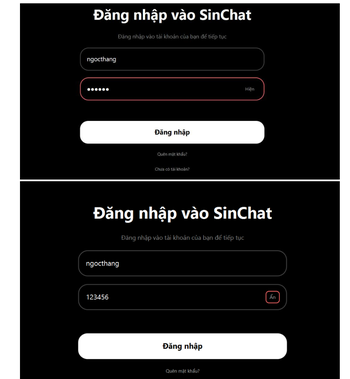 Đăng nhập vào SinChat
Đăng nhập vào tài khoản của bạn để tiếp tục
ngocthang
••••••
Hiện
Đăng nhập
Quên mật khẩu?
Chưa có tài khoản?
Đăng nhập vào SinChat
Đăng nhập vào tài khoản của bạn để tiếp tục
ngocthang
123456
Ẩn
Đăng nhập
Quên mật khẩu?